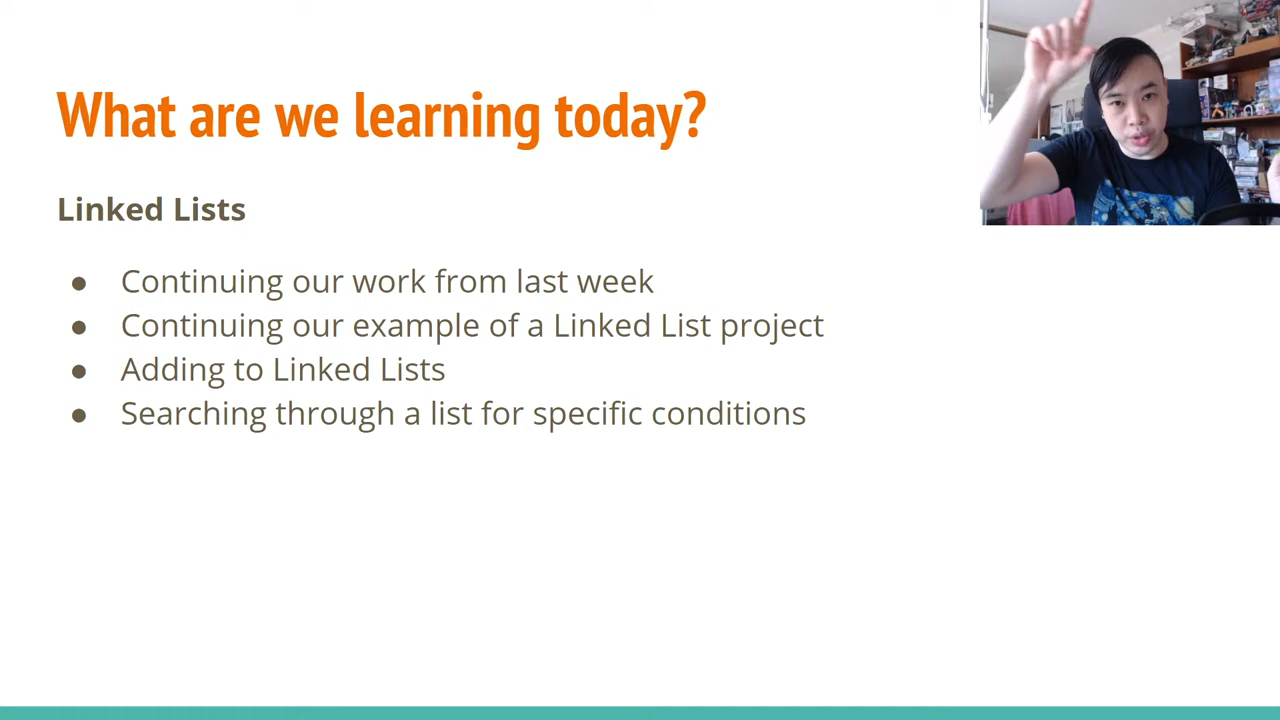 What are we learning today?
Linked Lists
● Continuing our work from last week
● Continuing our example of a Linked List project
● Adding to Linked Lists
● Searching through a list for specific conditions